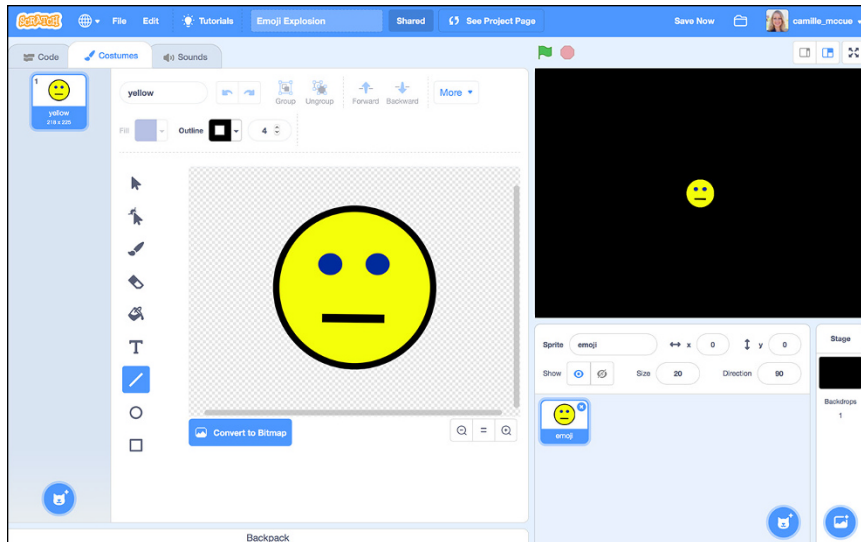 SCRATCH File Edit Tutorials Emoji Explosion Shared See Project Page Save Now camille_mccue
Code Costumes Sounds
1
yellow
219 x 225
yellow Group Ungroup Forward Backward More
Fill Outline 4
T
Convert to Bitmap
Backpack
Sprite emoji x 0 y 0
Show Size 20 Direction 90
emoji
Stage
Backdrops
1